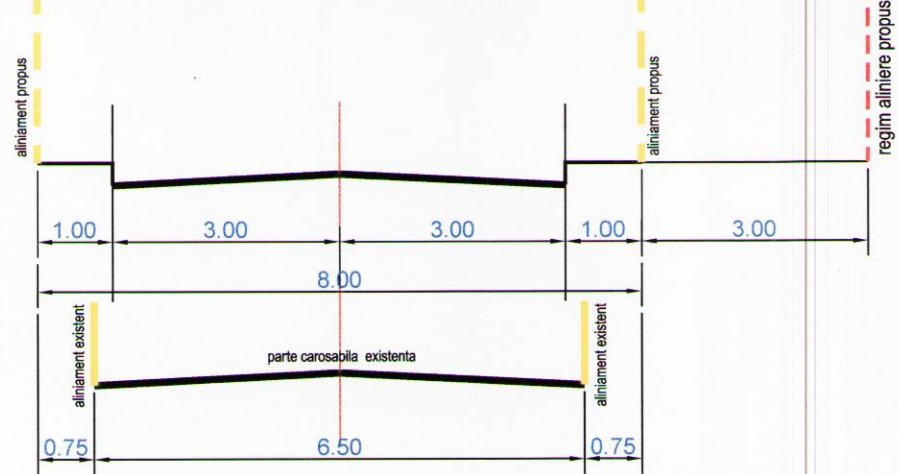 aliniament propus
aliniament propus
regim aliniere propus
1.00
3.00
3.00
1.00
3.00
8.00
aliniament existent
parte carosabila existenta
aliniament existent
0.75
6.50
0.75